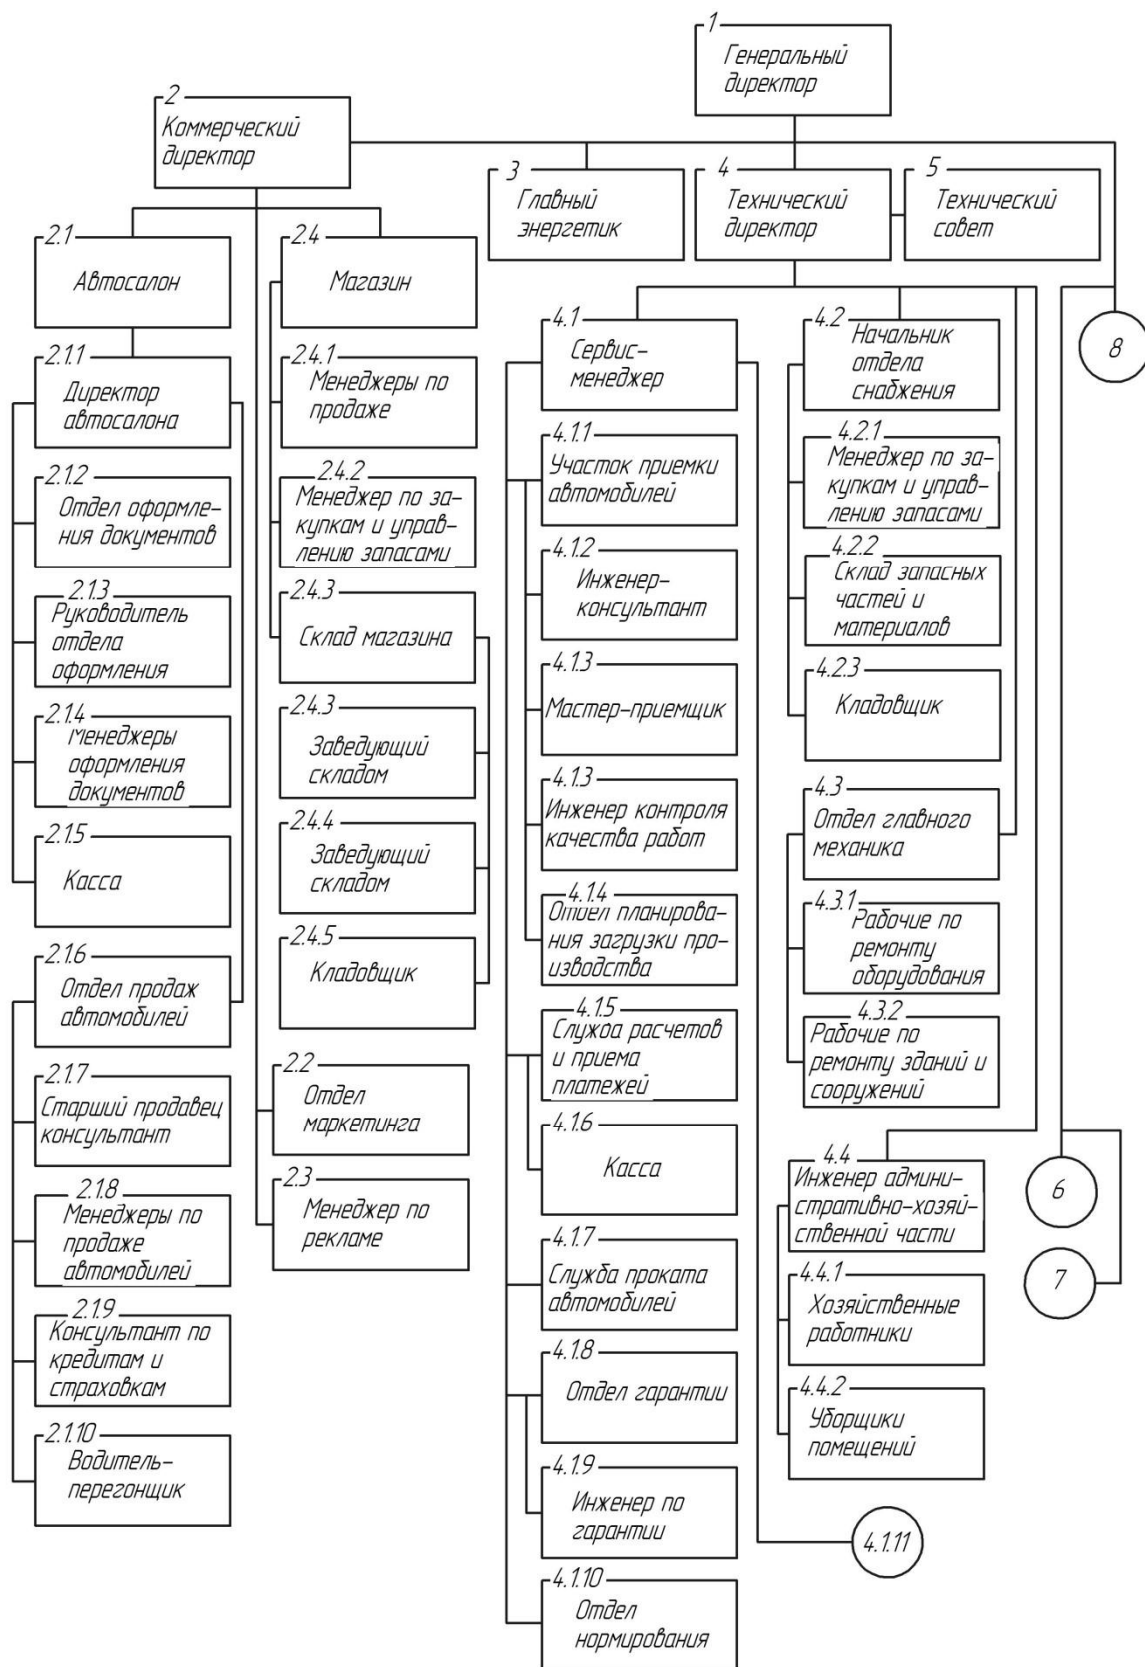 1
Генеральный
директор
2
Коммерческий
директор
3
Главный
энергетик
4
Технический
директор
5
Технический
совет
2.1
Автосалон
2.1.1
Директор
автосалона
2.1.2
Отдел оформле-
ния документов
2.1.3
Руководитель
отдела
оформления
2.1.4
Менеджеры
оформления
документов
2.1.5
Касса
2.1.6
Отдел продаж
автомобилей
2.1.7
Старший продавец
консультант
2.1.8
Менеджеры по
продаже
автомобилей
2.1.9
Консультант по
кредитам и
страховкам
2.1.10
Водитель-
перегонщик
2.4
Магазин
2.4.1
Менеджеры по
продаже
2.4.2
Менеджер по за-
купкам и управ-
лению запасами
2.4.3
Склад магазина
2.4.3
Заведующий
складом
2.4.4
Заведующий
складом
2.4.5
Кладовщик
2.2
Отдел
маркетинга
2.3
Менеджер по
рекламе
4.1
Сервис-
менеджер
4.1.1
Участок приемки
автомобилей
4.1.2
Инженер-
консультант
4.1.3
Мастер-приемщик
4.1.3
Инженер контроля
качества работ
4.1.4
Отдел планирова-
ния загрузки про-
изводства
4.1.5
Служба расчетов
и приема
платежей
4.1.6
Касса
4.1.7
Служба проката
автомобилей
4.1.8
Отдел гарантии
4.1.9
Инженер по
гарантии
4.1.10
Отдел
нормирования
4.2
Начальник
отдела
снабжения
4.2.1
Менеджер по за-
купкам и управ-
лению запасами
4.2.2
Склад запасных
частей и
материалов
4.2.3
Кладовщик
4.3
Отдел главного
механика
4.3.1
Рабочие по
ремонту
оборудования
4.3.2
Рабочие по
ремонту зданий и
сооружений
4.4
Инженер админи-
стративно-хозяй-
ственной части
4.4.1
Хозяйственные
работники
4.4.2
Уборщики
помещений
4.1.11
8
6
7